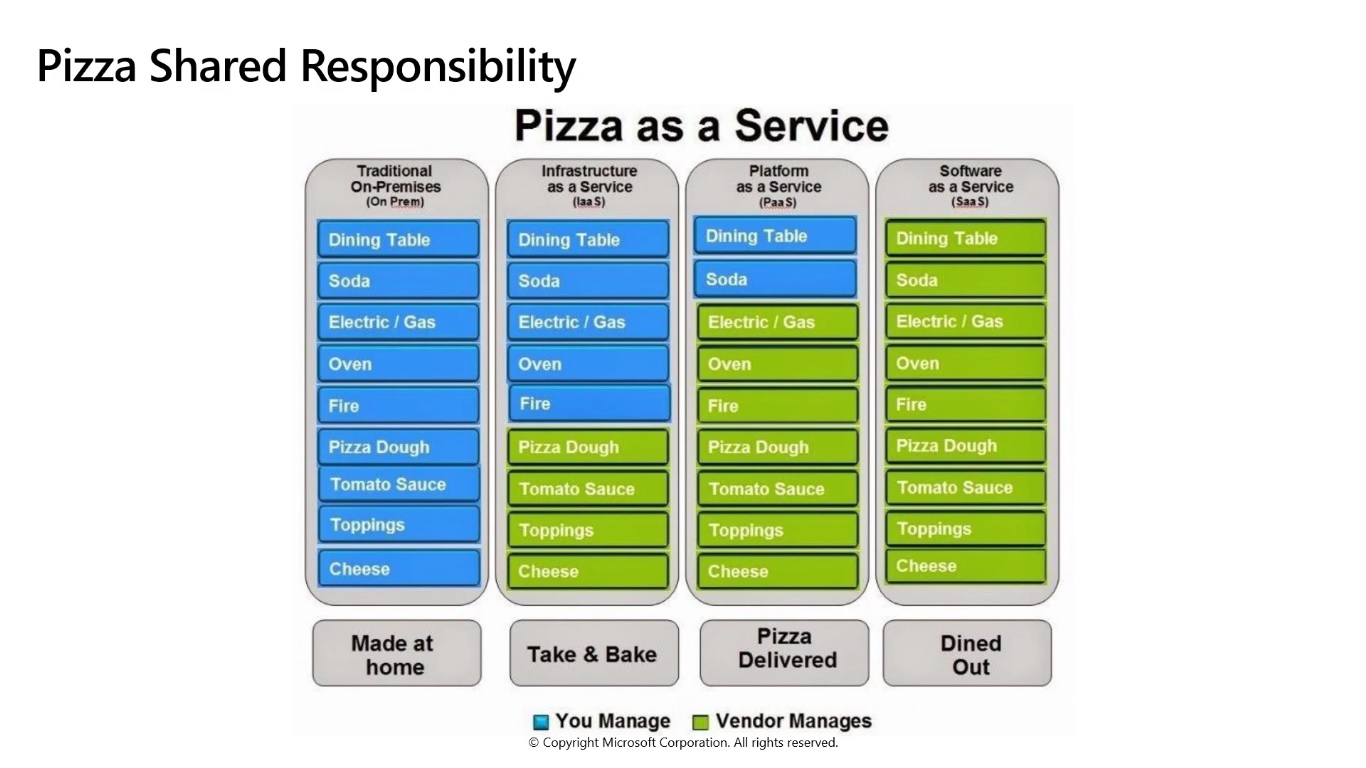 Pizza Shared Responsibility
Pizza as a Service
Traditional
On-Premises
(On Prem)
Dining Table
Soda
Electric / Gas
Oven
Fire
Pizza Dough
Tomato Sauce
Toppings
Cheese
Made at
home
Infrastructure
as a Service
(IaaS)
Dining Table
Soda
Electric / Gas
Oven
Fire
Pizza Dough
Tomato Sauce
Toppings
Cheese
Take & Bake
Platform
as a Service
(PaaS)
Dining Table
Soda
Electric / Gas
Oven
Fire
Pizza Dough
Tomato Sauce
Toppings
Cheese
Pizza
Delivered
Software
as a Service
(SaaS)
Dining Table
Soda
Electric / Gas
Oven
Fire
Pizza Dough
Tomato Sauce
Toppings
Cheese
Dined
Out
You Manage
Vendor Manages
© Copyright Microsoft Corporation. All rights reserved.